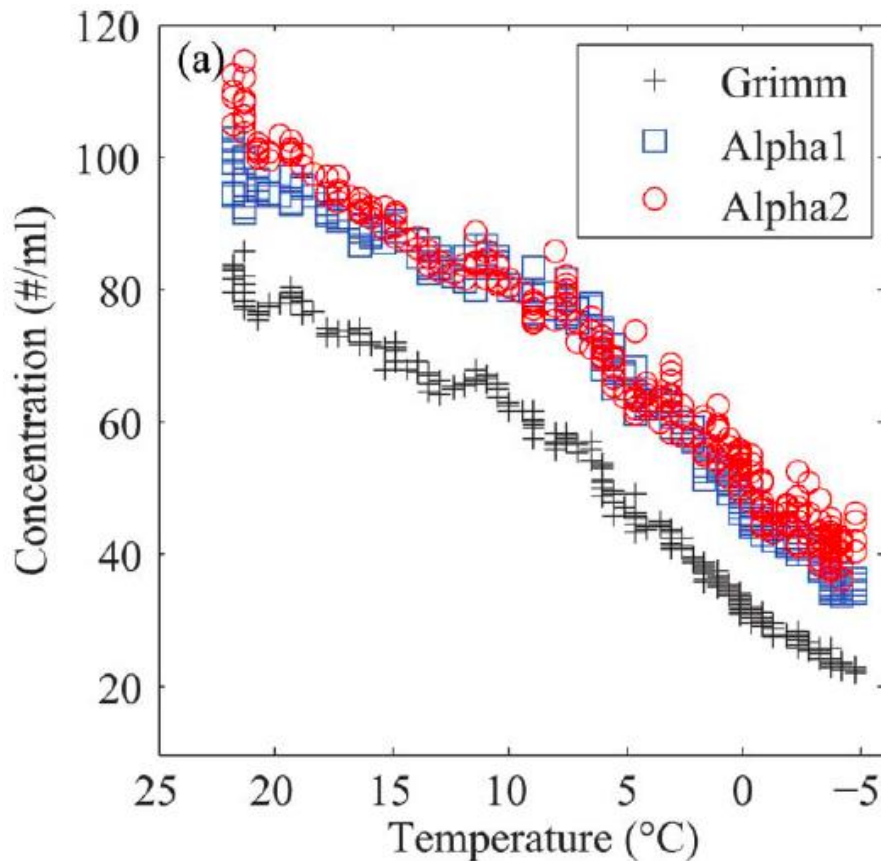 (a)
Grimm
Alpha1
Alpha2
120
100
80
60
40
20
Concentration (#/ml)
25 20 15 10 5 0 −5
Temperature (°C)